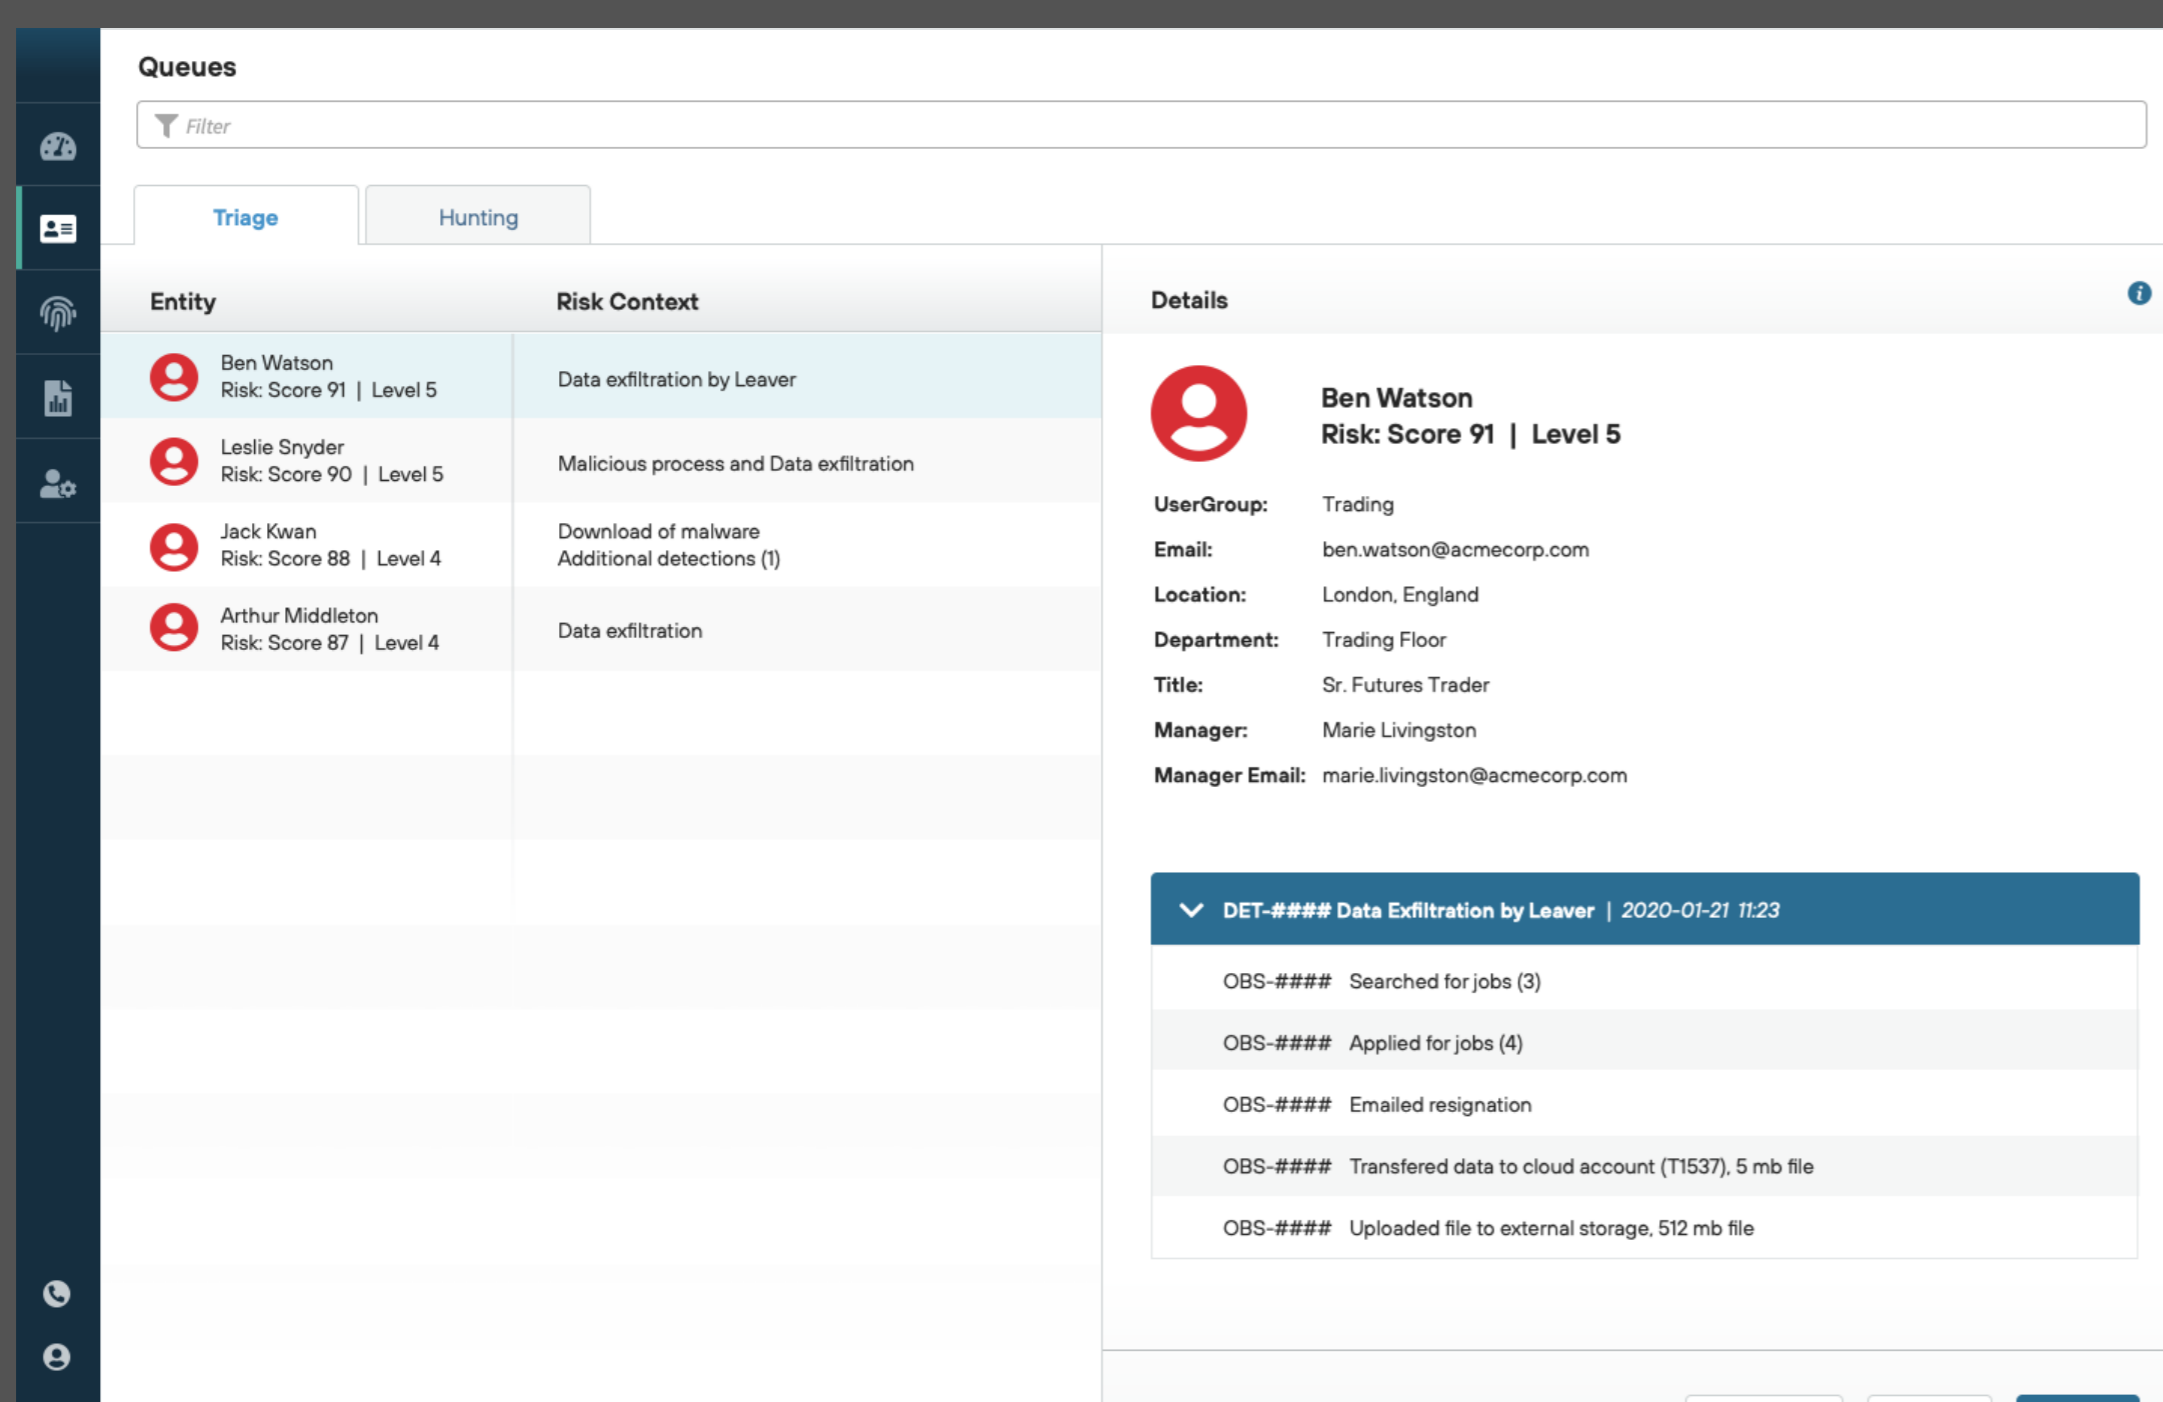 Queues
Filter
Triage
Hunting
Entity
Risk Context
Ben Watson
Risk: Score 91 | Level 5
Data exfiltration by Leaver
Leslie Snyder
Risk: Score 90 | Level 5
Malicious process and Data exfiltration
Jack Kwan
Risk: Score 88 | Level 4
Download of malware
Additional detections (1)
Arthur Middleton
Risk: Score 87 | Level 4
Data exfiltration
Details
Ben Watson
Risk: Score 91 | Level 5
UserGroup: Trading
Email: ben.watson@acmecorp.com
Location: London, England
Department: Trading Floor
Title: Sr. Futures Trader
Manager: Marie Livingston
Manager Email: marie.livingston@acmecorp.com
DET-#### Data Exfiltration by Leaver | 2020-01-21 11:23
OBS-#### Searched for jobs (3)
OBS-#### Applied for jobs (4)
OBS-#### Emailed resignation
OBS-#### Transfered data to cloud account (T1537), 5 mb file
OBS-#### Uploaded file to external storage, 512 mb file